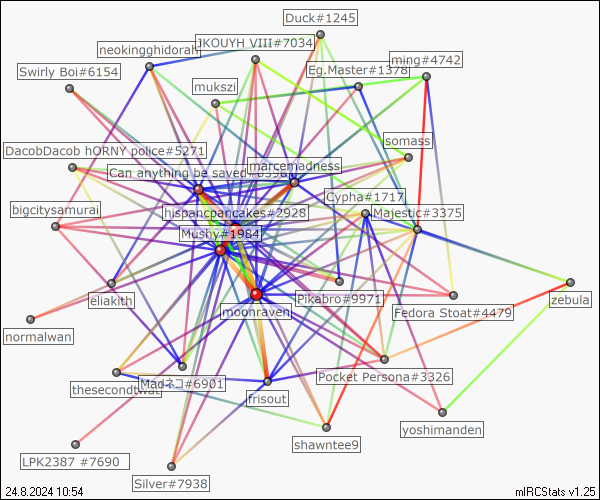 Duck#1245
JKOUYH VIII#7034
neokingghidorah
ming#4742
Eg.Master#1378
Swirly Boi#6154
mukszi
somass
DacobDacob hORNY police#5271
marcemadness
Can anything be saved
Cypha#1717
bigcitysamurai
hispancpancakes#2928
Majestic#3375
Mushy#1984
eliakith
Pikabro#9971
zebula
moonraven
Fedora Stoat#4479
normalwan
Pocket Persona#3326
Madネコ#6901
frisout
yoshimanden
shawntee9
LPK2387 #7690
Silver#7938
24.8.2024 10:54
mIRCStats v1.25